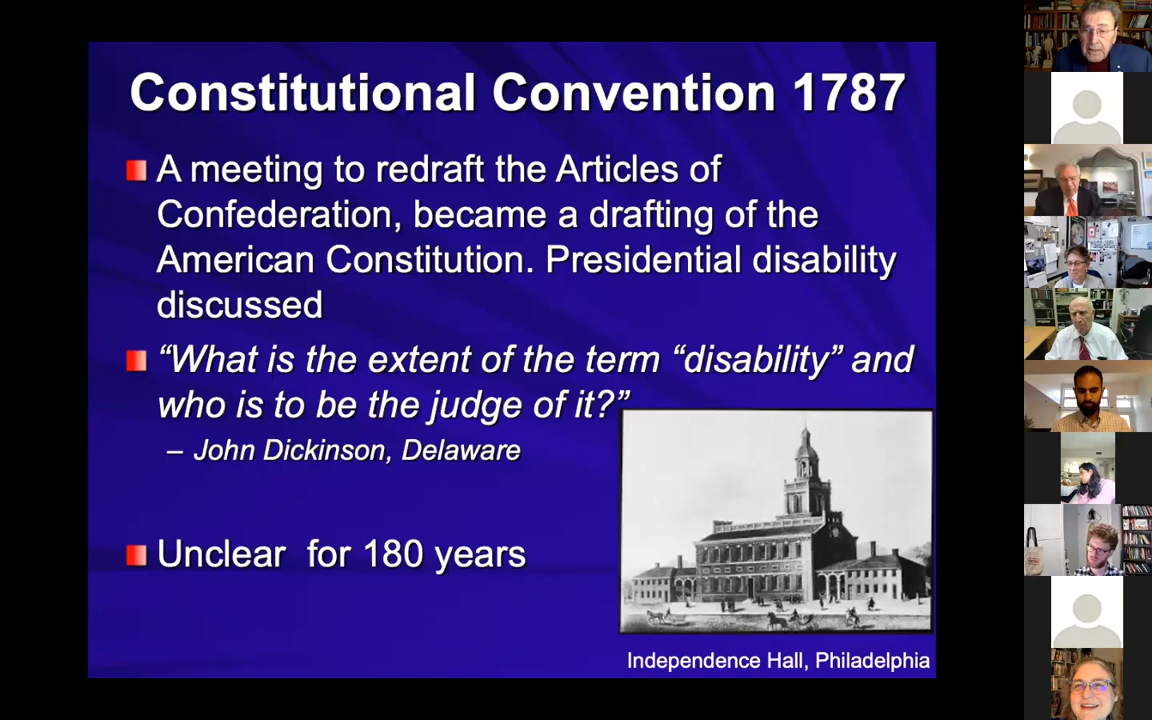 Constitutional Convention 1787
A meeting to redraft the Articles of
Confederation, became a drafting of the
American Constitution. Presidential disability
discussed
“What is the extent of the term “disability” and
who is to be the judge of it?”
– John Dickinson, Delaware
Unclear for 180 years
Independence Hall, Philadelphia